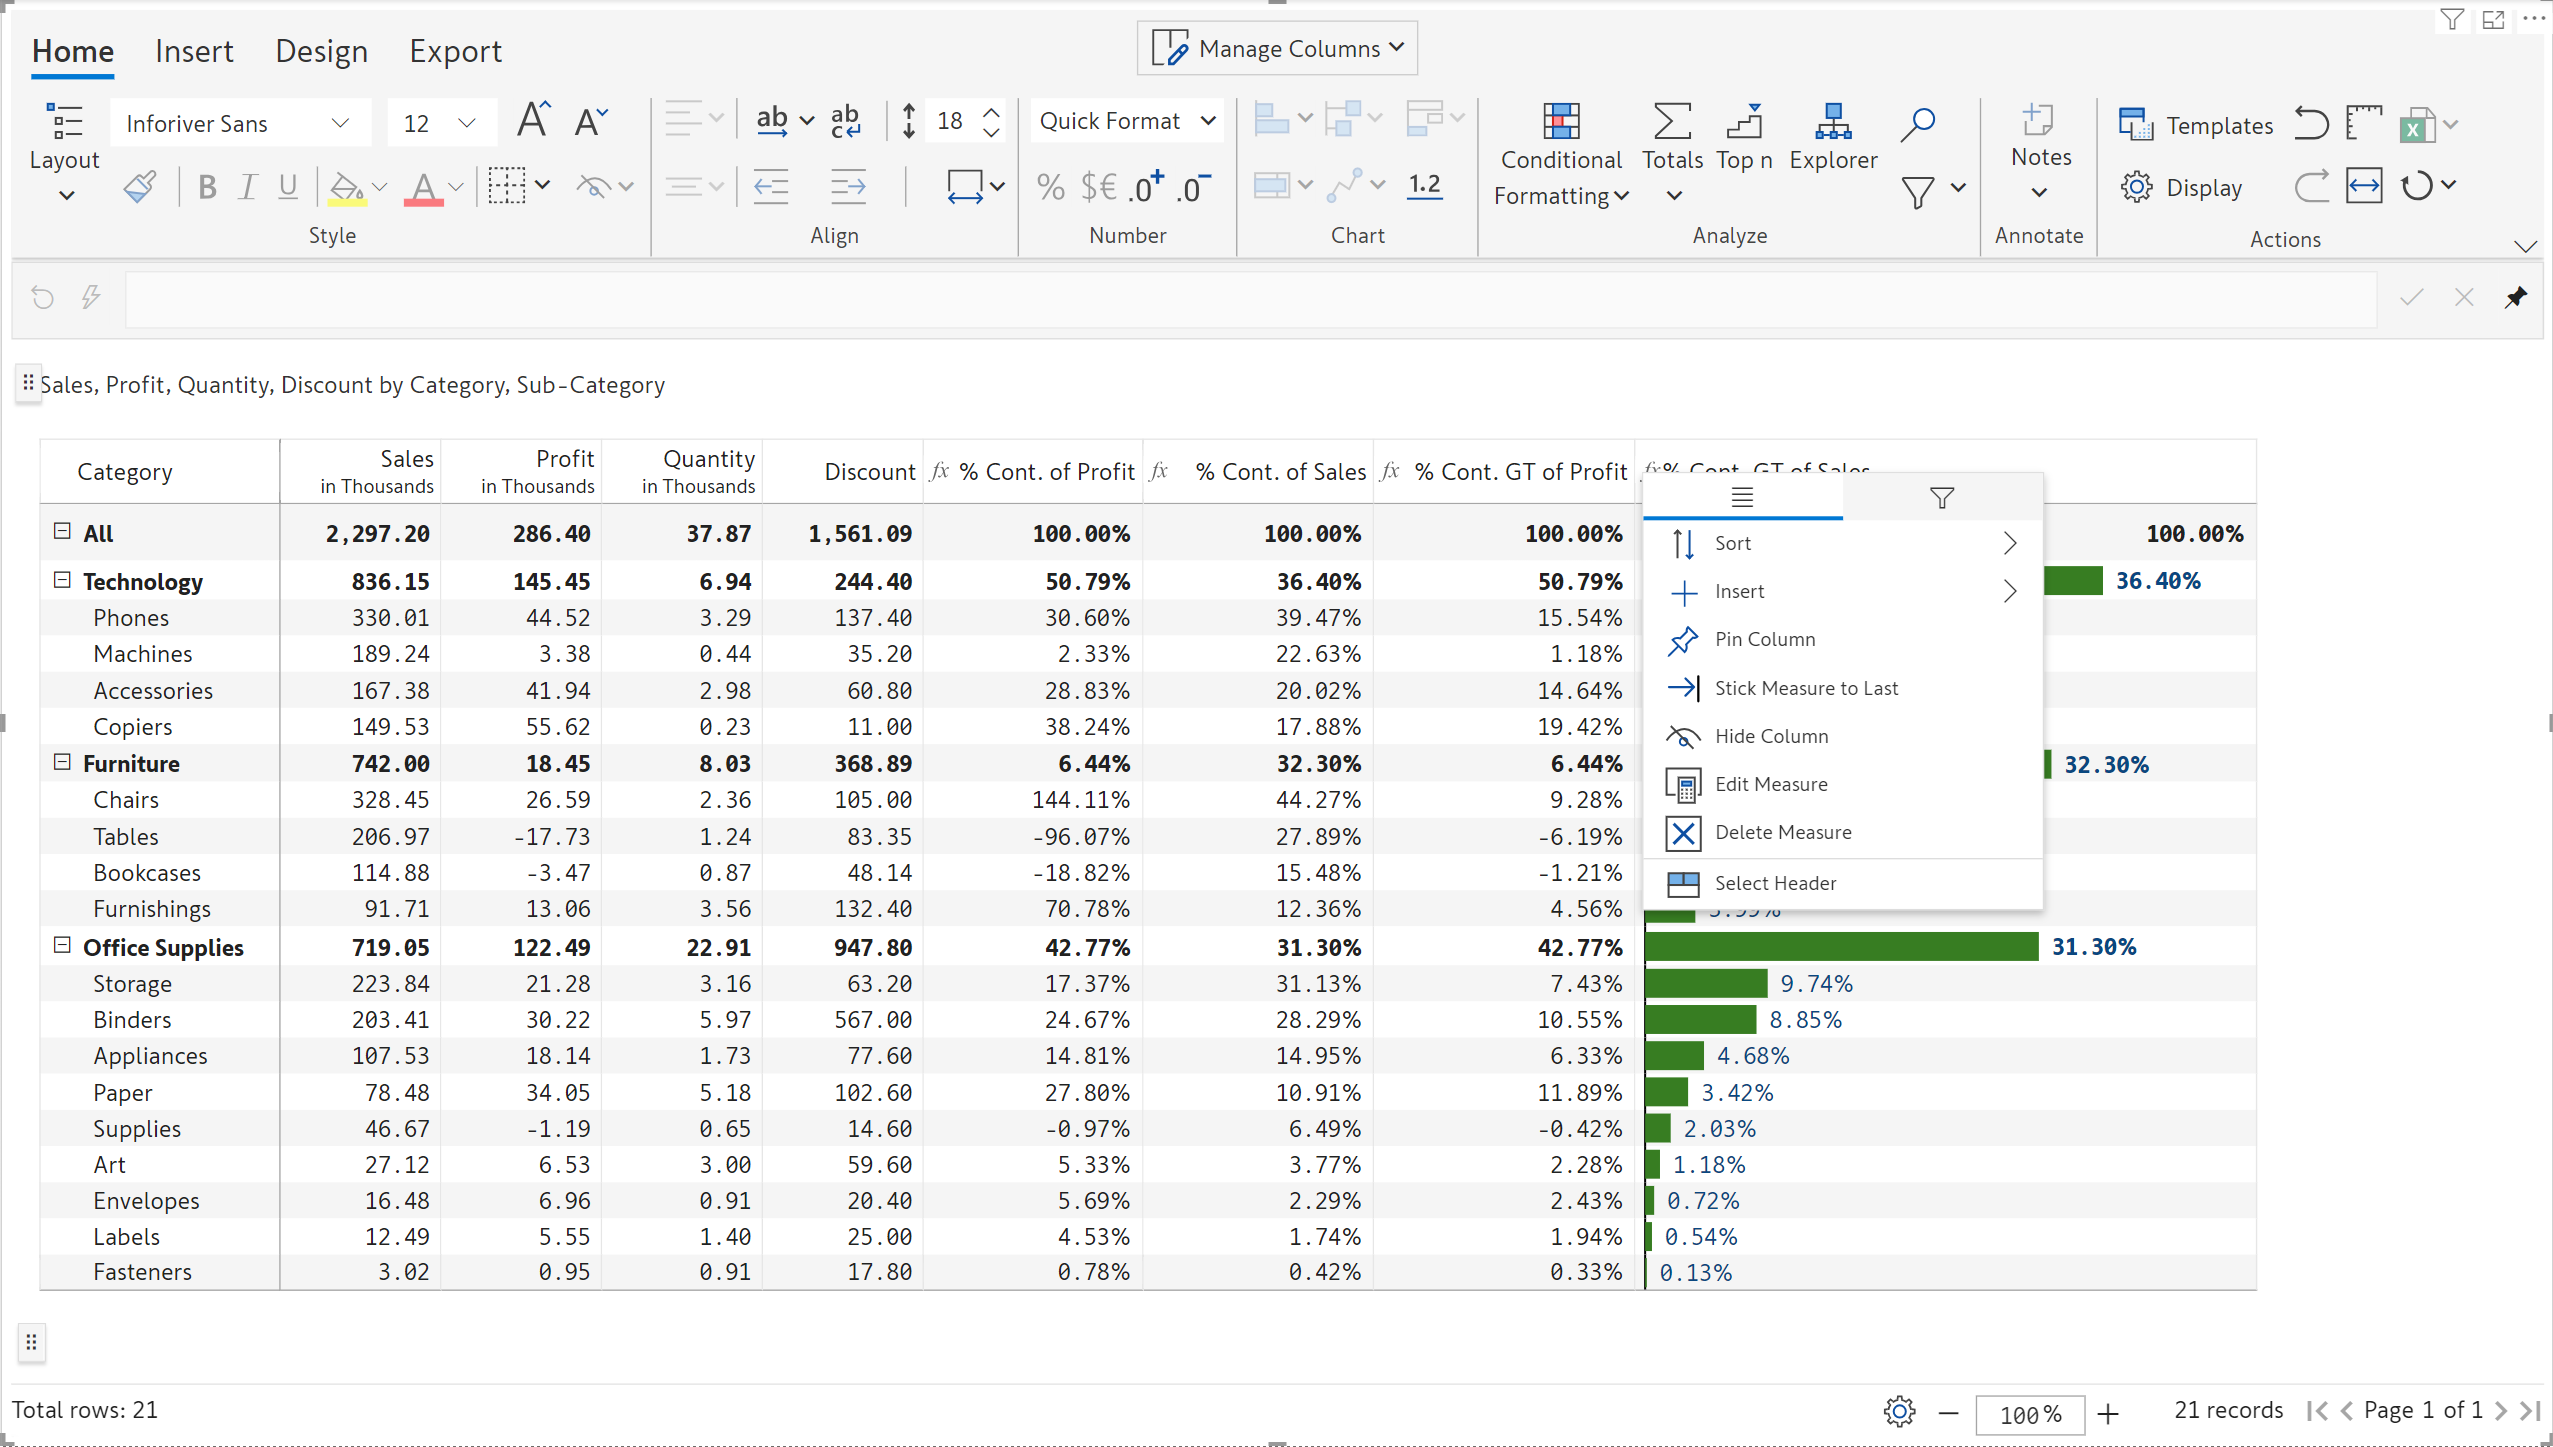 Home Insert Design Export Manage Columns
Layout Inforiver Sans 12 A A ab ab c 18 Quick Format Conditional Formatting Totals Top n Explorer Notes Templates
B I U A % $€ .0 .0 1.2 Display
Style Align Number Chart Analyze Annotate Actions
Sales, Profit, Quantity, Discount by Category, Sub-Category
Category Sales in Thousands Profit in Thousands Quantity in Thousands Discount fx % Cont. of Profit fx % Cont. of Sales fx % Cont. GT of Profit fx % Cont. GT of Sales
All 2,297.20 286.40 37.87 1,561.09 100.00% 100.00% 100.00% 100.00%
Technology 836.15 145.45 6.94 244.40 50.79% 36.40% 50.79% 36.40%
Phones 330.01 44.52 3.29 137.40 30.60% 39.47% 15.54%
Machines 189.24 3.38 0.44 35.20 2.33% 22.63% 1.18%
Accessories 167.38 41.94 2.98 60.80 28.83% 20.02% 14.64%
Copiers 149.53 55.62 0.23 11.00 38.24% 17.88% 19.42%
Furniture 742.00 18.45 8.03 368.89 6.44% 32.30% 6.44% 32.30%
Chairs 328.45 26.59 2.36 105.00 144.11% 44.27% 9.28%
Tables 206.97 -17.73 1.24 83.35 -96.07% 27.89% -6.19%
Bookcases 114.88 -3.47 0.87 48.14 -18.82% 15.48% -1.21%
Furnishings 91.71 13.06 3.56 132.40 70.78% 12.36% 4.56% 3.99%
Office Supplies 719.05 122.49 22.91 947.80 42.77% 31.30% 42.77% 31.30%
Storage 223.84 21.28 3.16 63.20 17.37% 31.13% 7.43% 9.74%
Binders 203.41 30.22 5.97 567.00 24.67% 28.29% 10.55% 8.85%
Appliances 107.53 18.14 1.73 77.60 14.81% 14.95% 6.33% 4.68%
Paper 78.48 34.05 5.18 102.60 27.80% 10.91% 11.89% 3.42%
Supplies 46.67 -1.19 0.65 14.60 -0.97% 6.49% -0.42% 2.03%
Art 27.12 6.53 3.00 59.60 5.33% 3.77% 2.28% 1.18%
Envelopes 16.48 6.96 0.91 20.40 5.69% 2.29% 2.43% 0.72%
Labels 12.49 5.55 1.40 25.00 4.53% 1.74% 1.94% 0.54%
Fasteners 3.02 0.95 0.91 17.80 0.78% 0.42% 0.33% 0.13%
Sort
Insert
Pin Column
Stick Measure to Last
Hide Column
Edit Measure
Delete Measure
Select Header
Total rows: 21 100% 21 records Page 1 of 1